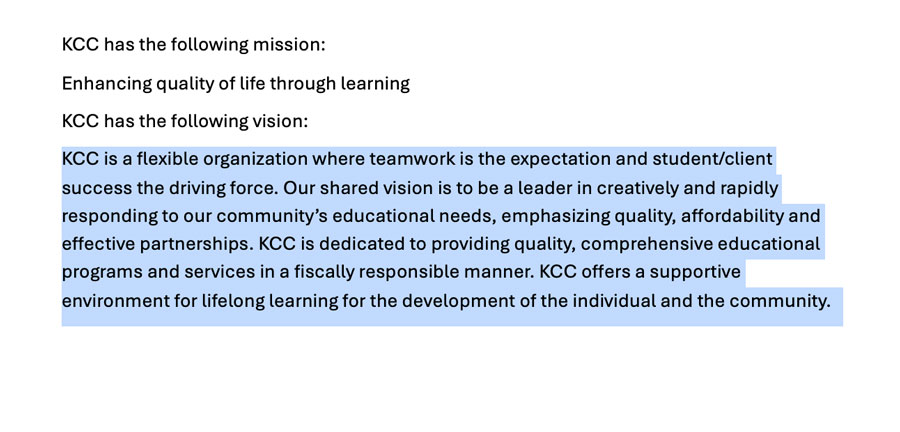 KCC has the following mission:
Enhancing quality of life through learning
KCC has the following vision:
KCC is a flexible organization where teamwork is the expectation and student/client
success the driving force. Our shared vision is to be a leader in creatively and rapidly
responding to our community’s educational needs, emphasizing quality, affordability and
effective partnerships. KCC is dedicated to providing quality, comprehensive educational
programs and services in a fiscally responsible manner. KCC offers a supportive
environment for lifelong learning for the development of the individual and the community.